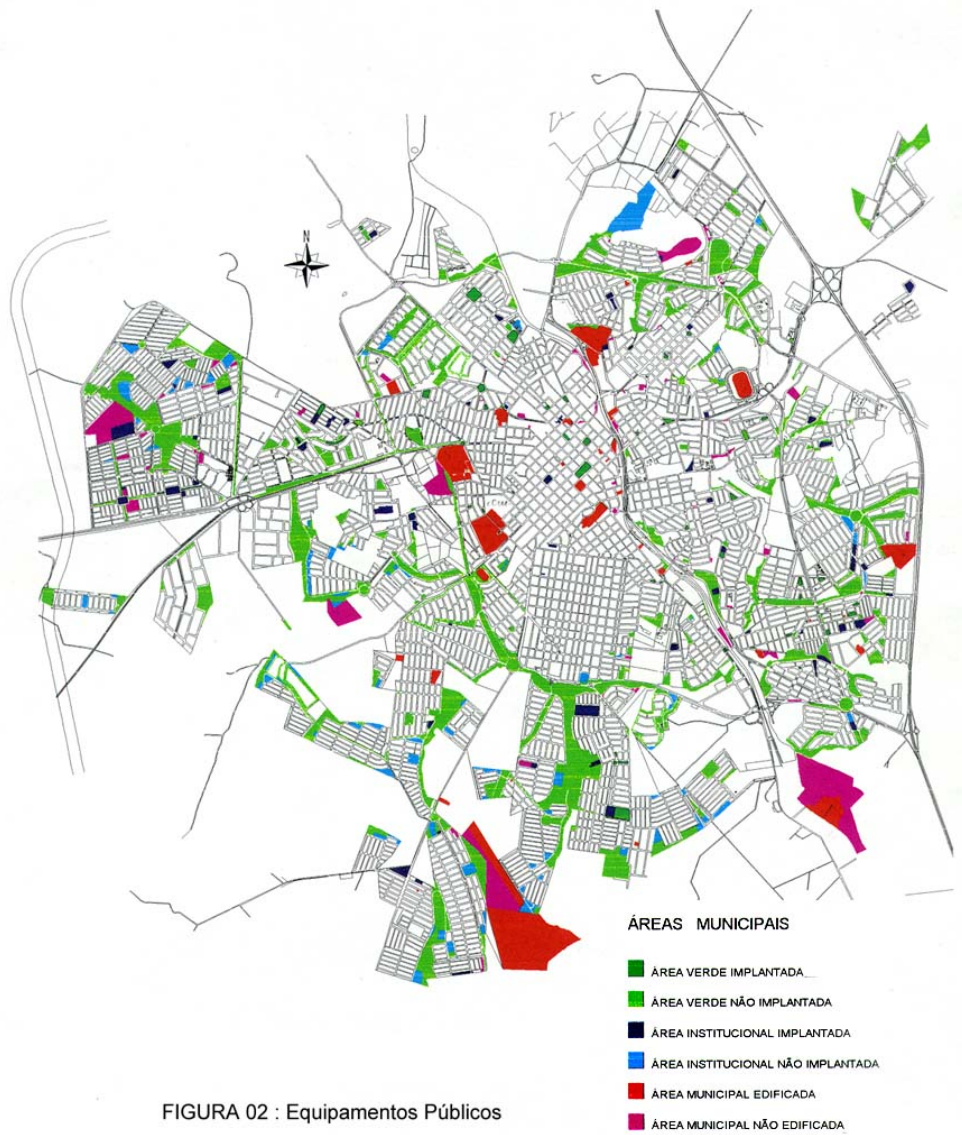 N
ÁREAS MUNICIPAIS
ÁREA VERDE IMPLANTADA
ÁREA VERDE NÃO IMPLANTADA
ÁREA INSTITUCIONAL IMPLANTADA
ÁREA INSTITUCIONAL NÃO IMPLANTADA
ÁREA MUNICIPAL EDIFICADA
ÁREA MUNICIPAL NÃO EDIFICADA
FIGURA 02 : Equipamentos Públicos